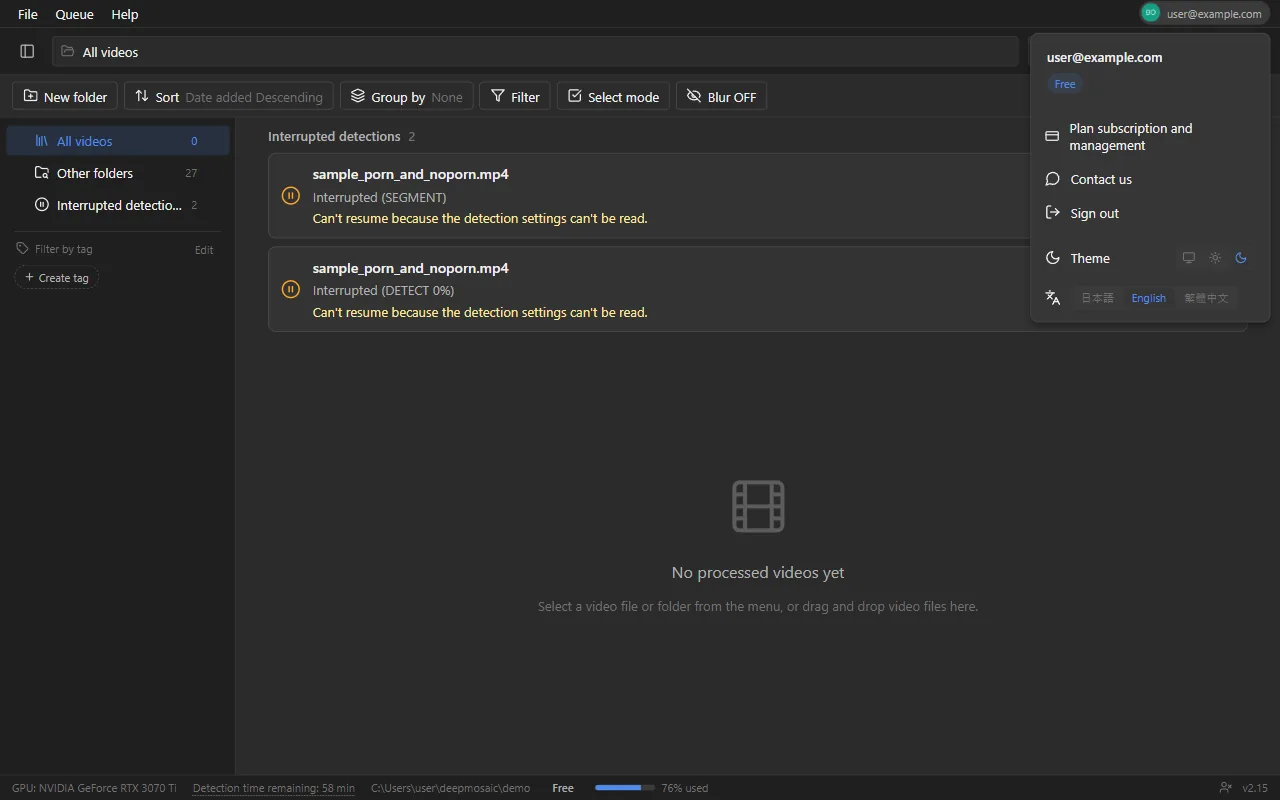 File Queue Help
BO user@example.com
All videos
user@example.com
Free
Plan subscription and
management
Contact us
Sign out
Theme
日本語 English 繁體中文
New folder Sort Date added Descending Group by None Filter Select mode Blur OFF
All videos 0
Other folders 27
Interrupted detectio... 2
Filter by tag Edit
Create tag
Interrupted detections 2
sample_porn_and_noporn.mp4
Interrupted (SEGMENT)
Can't resume because the detection settings can't be read.
sample_porn_and_noporn.mp4
Interrupted (DETECT 0%)
Can't resume because the detection settings can't be read.
No processed videos yet
Select a video file or folder from the menu, or drag and drop video files here.
GPU: NVIDIA GeForce RTX 3070 Ti Detection time remaining: 58 min C:\Users\user\deepmosaic\demo Free 76% used v2.15